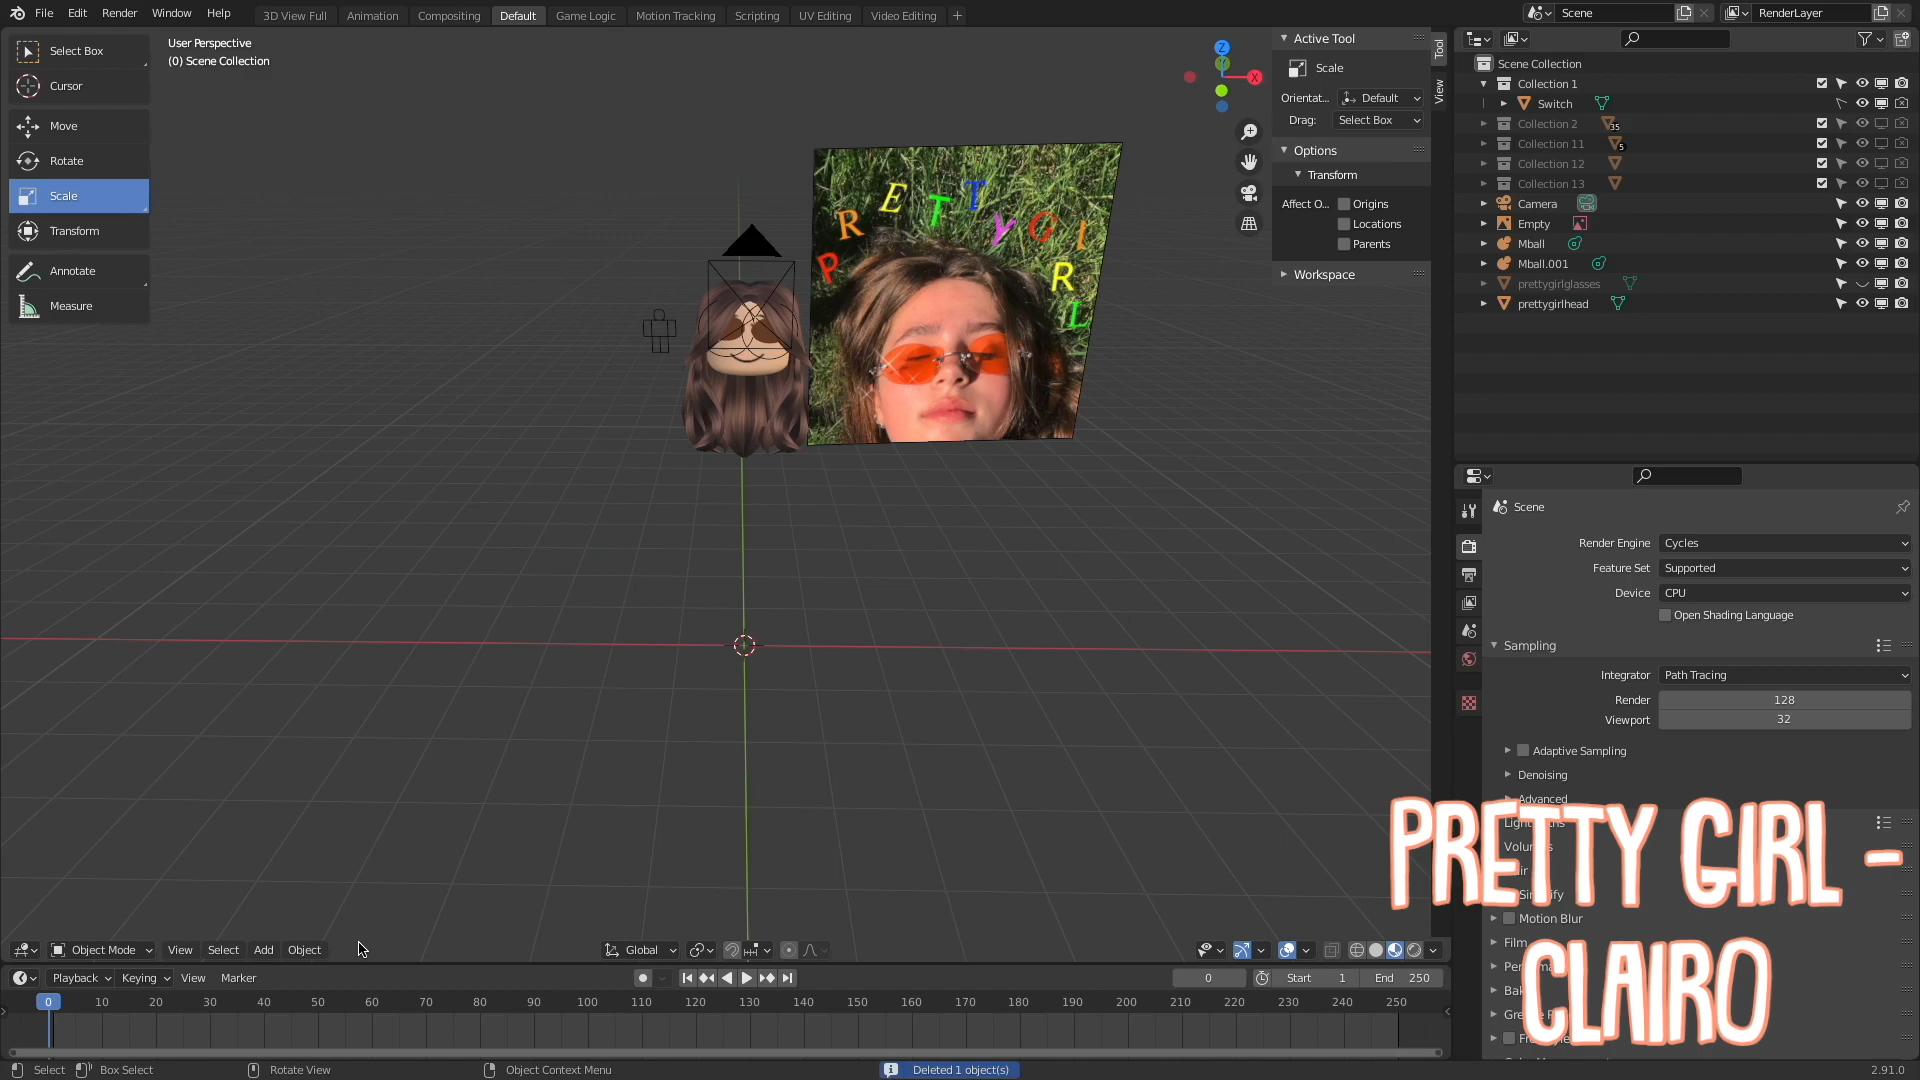 File Edit Render Window Help
3D View Full Animation Compositing Default Game Logic Motion Tracking Scripting UV Editing Video Editing +
Scene
RenderLayer
Select Box
Cursor
Move
Rotate
Scale
Transform
Annotate
Measure
User Perspective
(0) Scene Collection
Z
Y
X
P R E T T Y G I R L
Active Tool
Scale
Orientat... Default
Drag: Select Box
Options
Transform
Affect O... Origins
Locations
Parents
Workspace
Tool
View
Scene Collection
Collection 1
Switch
Collection 2 35
Collection 11 5
Collection 12
Collection 13
Camera
Empty
Mball
Mball.001
prettygirlglasses
prettygirlhead
Scene
Render Engine Cycles
Feature Set Supported
Device CPU
Open Shading Language
Sampling
Integrator Path Tracing
Render 128
Viewport 32
Adaptive Sampling
Denoising
Advanced
Motion Blur
Film
PRETTY GIRL -
CLAIRO
Object Mode View Select Add Object
Global
Playback Keying View Marker
0 Start 1 End 250
0 10 20 30 40 50 60 70 80 90 100 110 120 130 140 150 160 170 180 190 200 210 220 230 240 250
Select Box Select Rotate View Object Context Menu
Deleted 1 object(s)
2.91.0